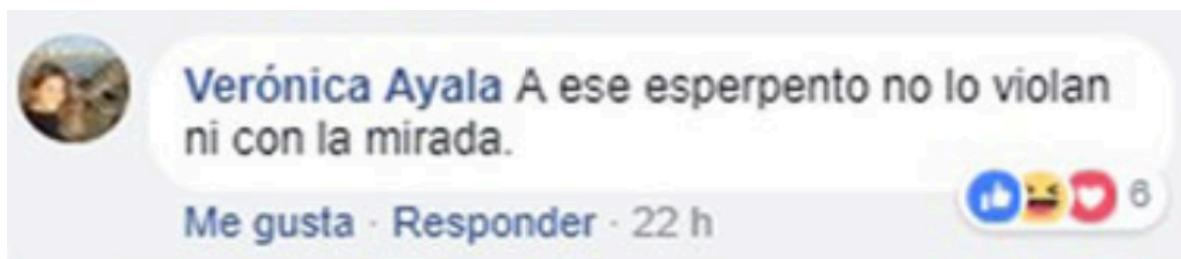 Verónica Ayala A ese esperpento no lo violan
ni con la mirada.
6
Me gusta · Responder · 22 h